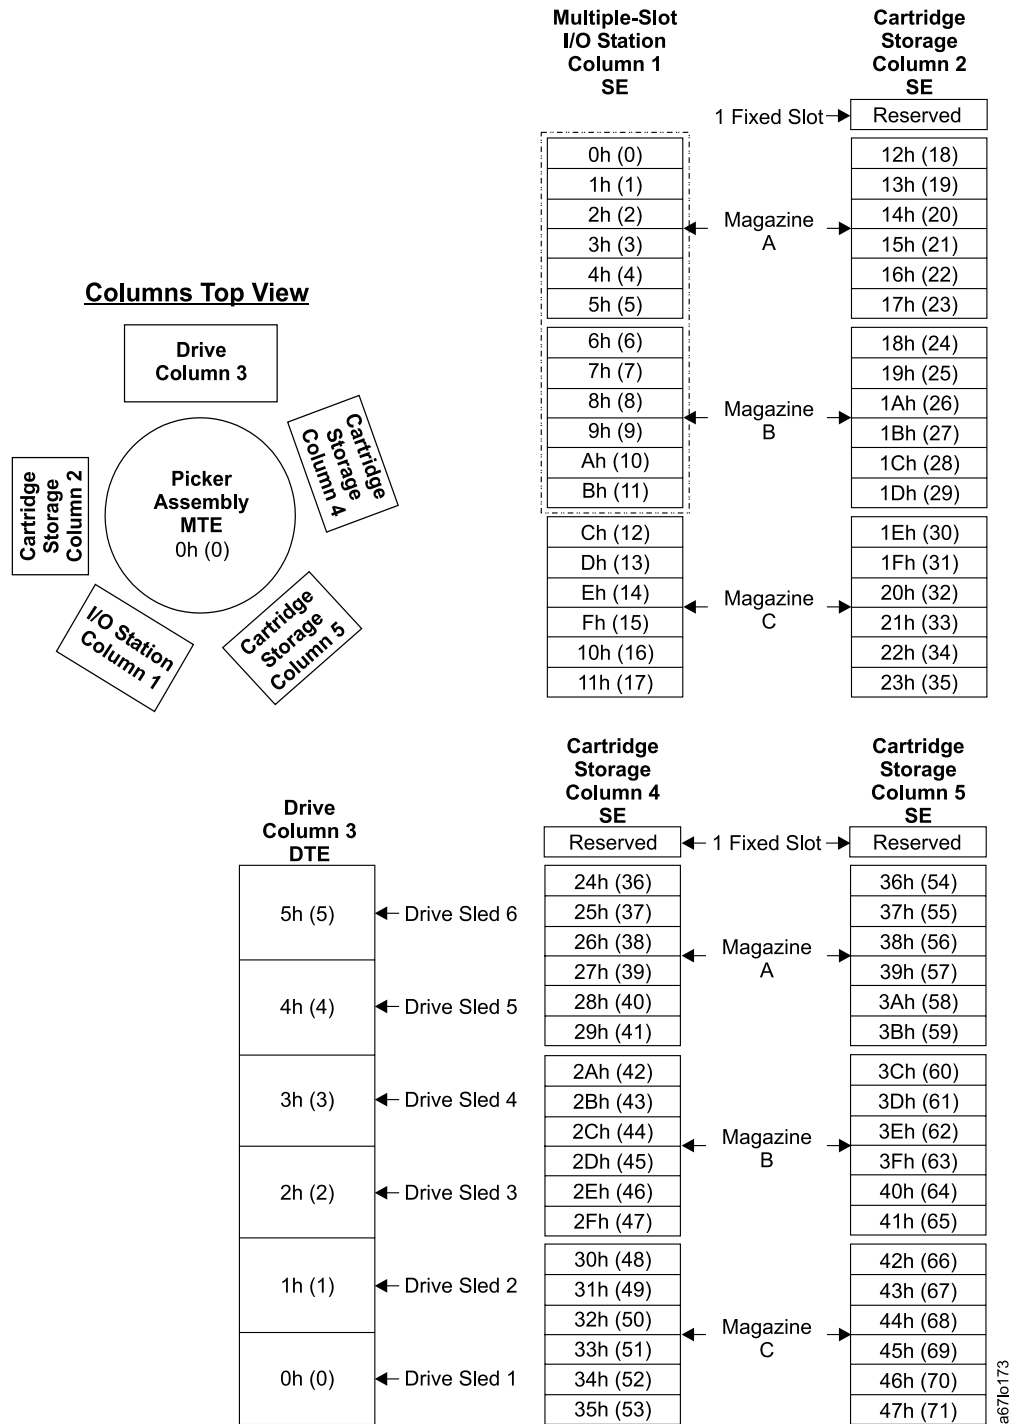 Multiple-Slot
I/O Station
Column 1
SE
Cartridge
Storage
Column 2
SE
1 Fixed Slot
Reserved
0h (0)
1h (1)
2h (2)
3h (3)
4h (4)
5h (5)
Magazine
A
12h (18)
13h (19)
14h (20)
15h (21)
16h (22)
17h (23)
6h (6)
7h (7)
8h (8)
9h (9)
Ah (10)
Bh (11)
Magazine
B
18h (24)
19h (25)
1Ah (26)
1Bh (27)
1Ch (28)
1Dh (29)
Ch (12)
Dh (13)
Eh (14)
Fh (15)
10h (16)
11h (17)
Magazine
C
1Eh (30)
1Fh (31)
20h (32)
21h (33)
22h (34)
23h (35)
Columns Top View
Drive
Column 3
Cartridge
Storage
Column 4
Cartridge
Storage
Column 2
Picker
Assembly
MTE
0h (0)
I/O Station
Column 1
Cartridge
Storage
Column 5
Drive
Column 3
DTE
5h (5)
Drive Sled 6
4h (4)
Drive Sled 5
3h (3)
Drive Sled 4
2h (2)
Drive Sled 3
1h (1)
Drive Sled 2
0h (0)
Drive Sled 1
Cartridge
Storage
Column 4
SE
Cartridge
Storage
Column 5
SE
Reserved
1 Fixed Slot
Reserved
24h (36)
25h (37)
26h (38)
27h (39)
28h (40)
29h (41)
Magazine
A
36h (54)
37h (55)
38h (56)
39h (57)
3Ah (58)
3Bh (59)
2Ah (42)
2Bh (43)
2Ch (44)
2Dh (45)
2Eh (46)
2Fh (47)
Magazine
B
3Ch (60)
3Dh (61)
3Eh (62)
3Fh (63)
40h (64)
41h (65)
30h (48)
31h (49)
32h (50)
33h (51)
34h (52)
35h (53)
Magazine
C
42h (66)
43h (67)
44h (68)
45h (69)
46h (70)
47h (71)
a67lo173